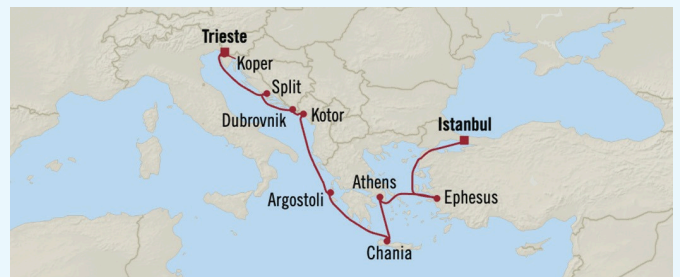 Trieste
Koper
Split
Dubrovnik
Kotor
Istanbul
Athens
Argostoli
Ephesus
Chania